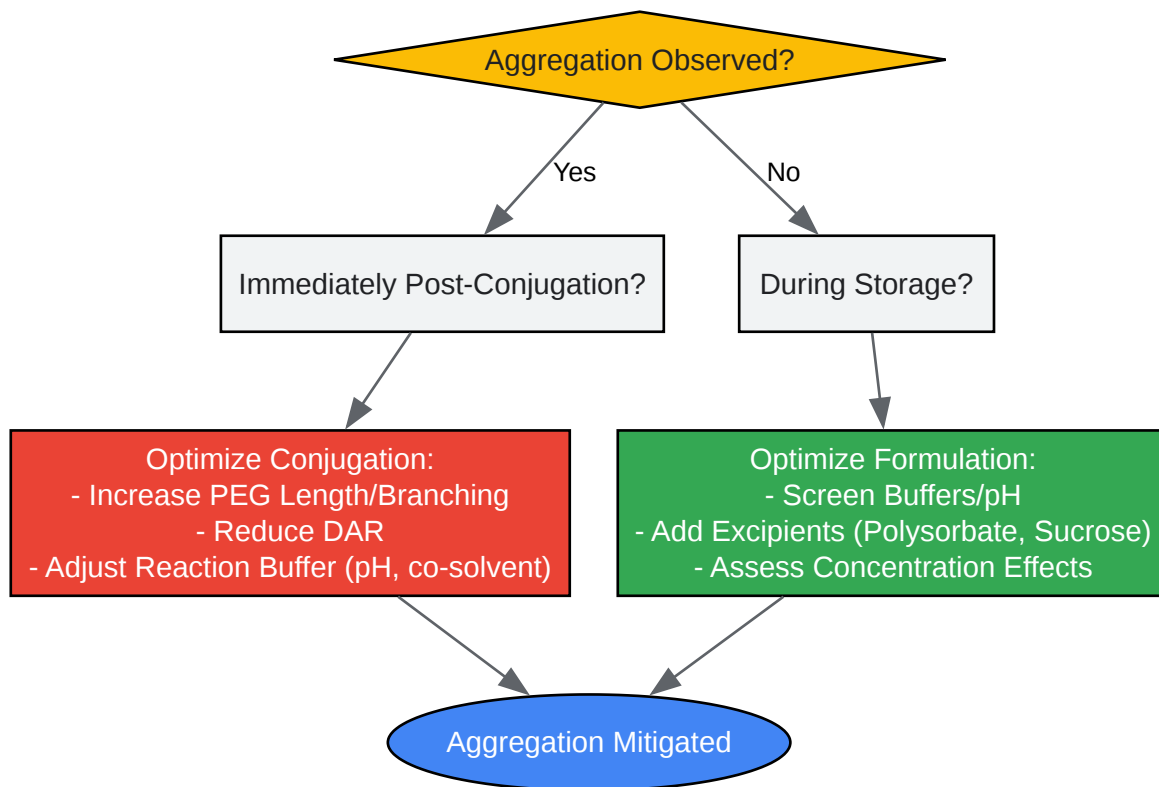 Aggregation Observed?
Yes
No
Immediately Post-Conjugation?
During Storage?
Optimize Conjugation:
- Increase PEG Length/Branching
- Reduce DAR
- Adjust Reaction Buffer (pH, co-solvent)
Optimize Formulation:
- Screen Buffers/pH
- Add Excipients (Polysorbate, Sucrose)
- Assess Concentration Effects
Aggregation Mitigated